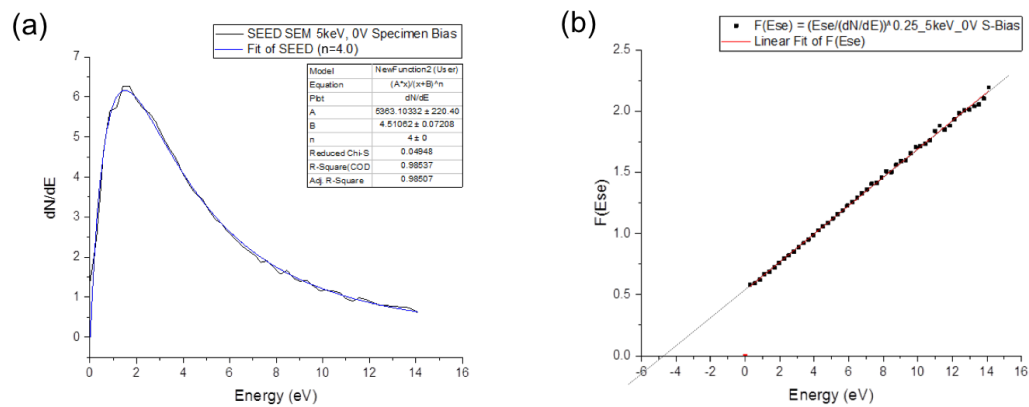 (a)
SEED SEM 5keV, 0V Specimen Bias
Fit of SEED (n=4.0)
Model NewFunction2 (User)
Equation (A*x)/(x+B)^n
Plot dN/dE
A 5363.10332 ± 220.40
B 4.51062 ± 0.07208
n 4 ± 0
Reduced Chi-S 0.04948
R-Square(COD 0.98537
Adj. R-Square 0.98507
7
6
5
4
3
2
1
0
dN/dE
0 2 4 6 8 10 12 14 16
Energy (eV)
(b)
F(Ese) = (Ese/(dN/dE))^0.25_5keV_0V S-Bias
Linear Fit of F(Ese)
2.5
2.0
1.5
1.0
0.5
0.0
F(Ese)
-6 -4 -2 0 2 4 6 8 10 12 14 16
Energy (eV)